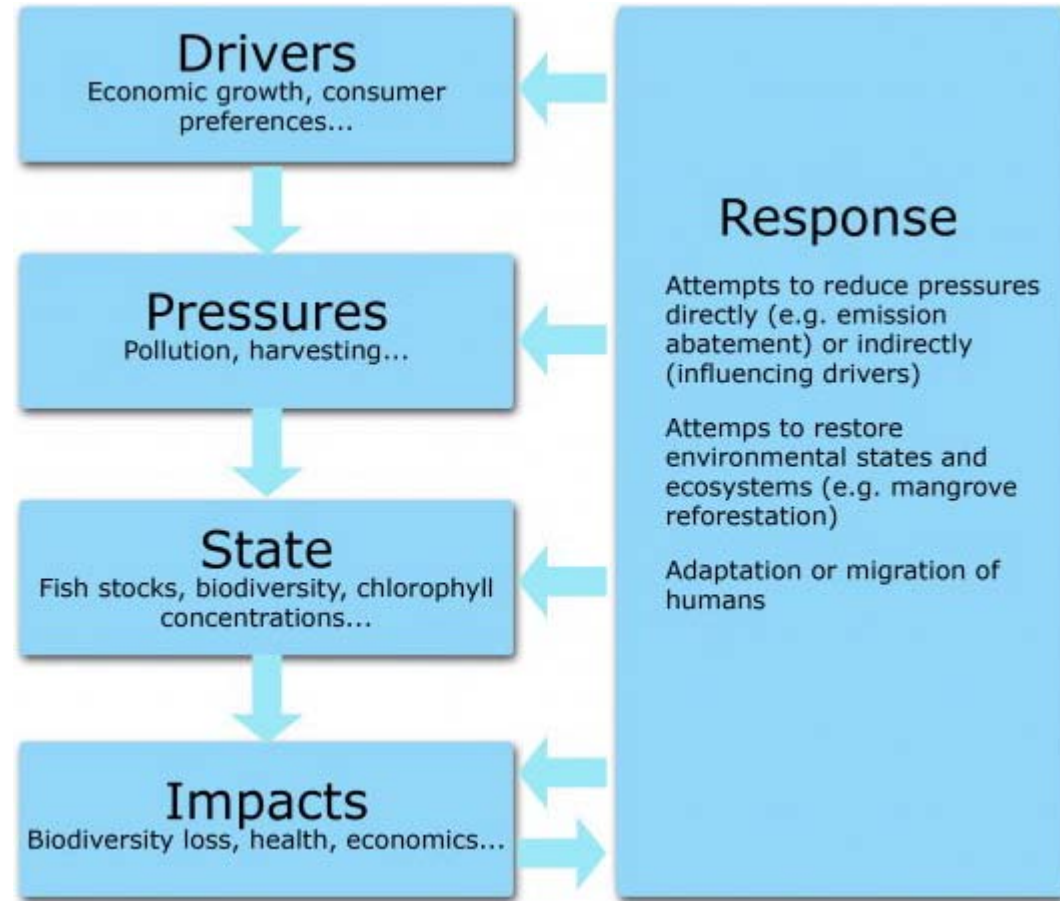 Drivers
Economic growth, consumer
preferences...
Pressures
Pollution, harvesting...
State
Fish stocks, biodiversity, chlorophyll
concentrations...
Impacts
Biodiversity loss, health, economics...
Response
Attempts to reduce pressures
directly (e.g. emission
abatement) or indirectly
(influencing drivers)
Attemps to restore
environmental states and
ecosystems (e.g. mangrove
reforestation)
Adaptation or migration of
humans